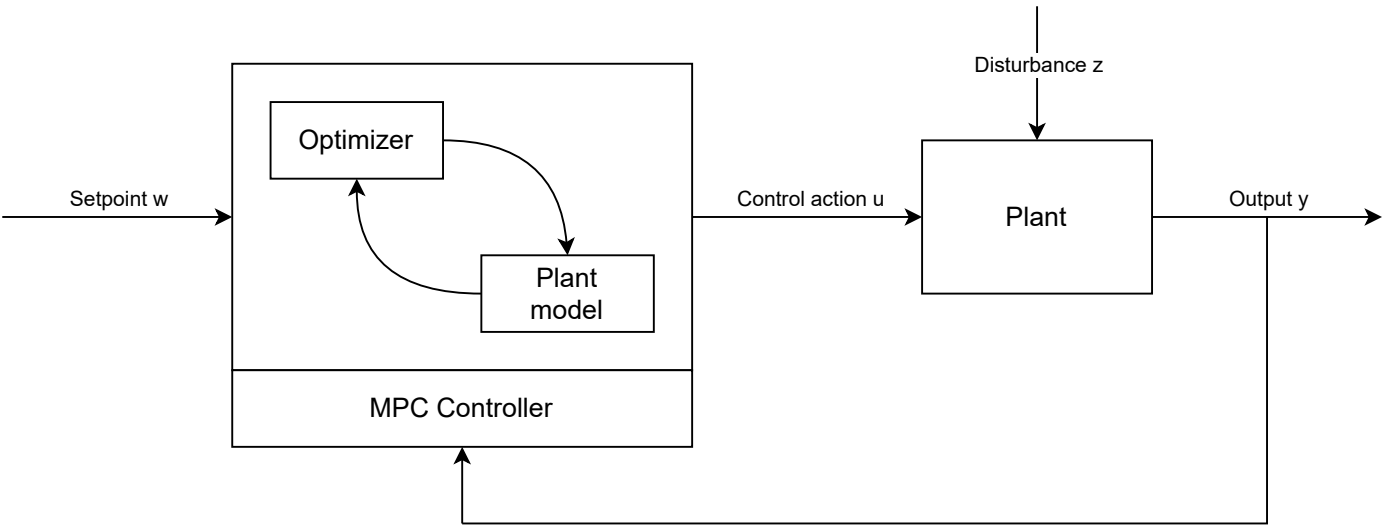 Disturbance z
Optimizer
Setpoint w
Control action u
Plant
Output y
Plant
model
MPC Controller